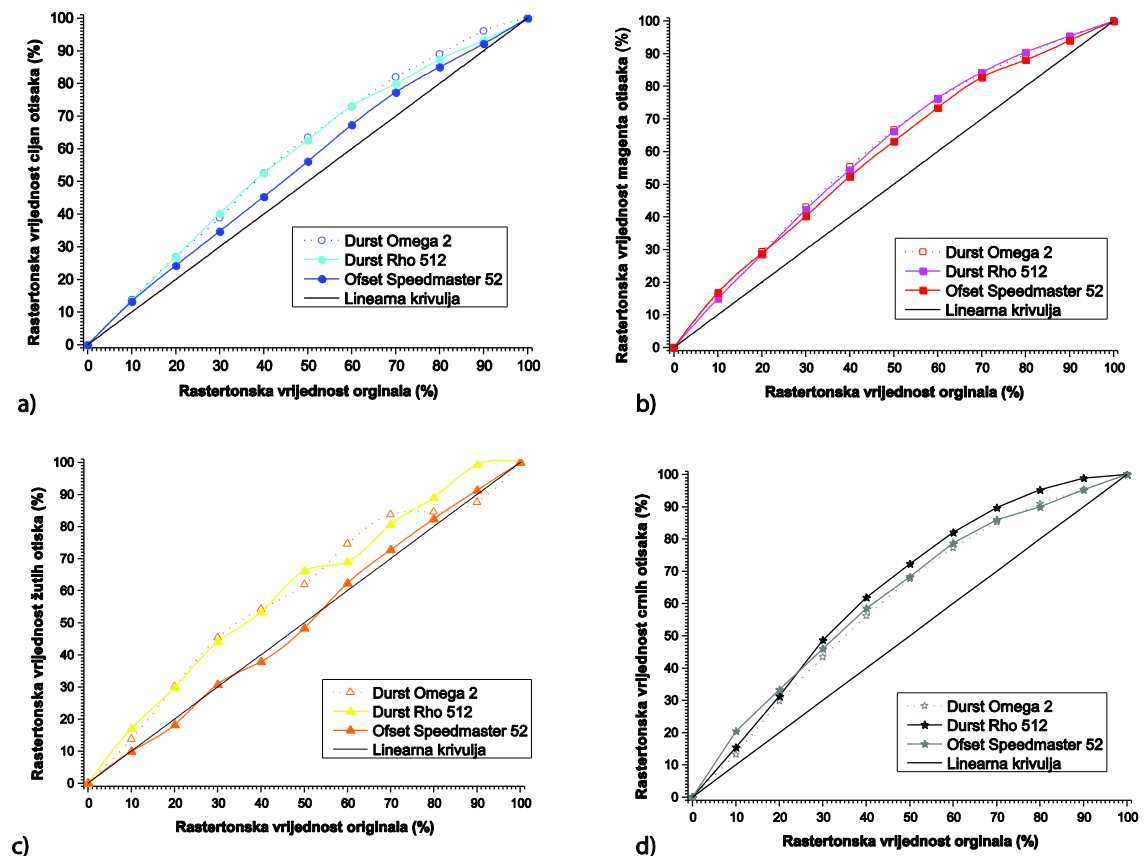 Rastertonska vrijednost cijan otisaka (%)
100
90
80
70
60
50
40
30
20
10
0
Durst Omega 2
Durst Rho 512
Ofset Speedmaster 52
Linearna krivulja
0 10 20 30 40 50 60 70 80 90 100
Rastertonska vrijednost orginala (%)
a)
Rastertonska vrijednost magenta otisaka (%)
100
90
80
70
60
50
40
30
20
10
0
Durst Omega 2
Durst Rho 512
Ofset Speedmaster 52
Linearna krivulja
0 10 20 30 40 50 60 70 80 90 100
Rastertonska vrijednost orginala (%)
b)
Rastertonska vrijednost žutih otiska (%)
100
90
80
70
60
50
40
30
20
10
0
Durst Omega 2
Durst Rho 512
Ofset Speedmaster 52
Linearna krivulja
0 10 20 30 40 50 60 70 80 90 100
Rastertonska vrijednost originala (%)
c)
Rastertonska vrijednost crnih otisaka (%)
100
90
80
70
60
50
40
30
20
10
0
Durst Omega 2
Durst Rho 512
Ofset Speedmaster 52
Linearna krivulja
0 10 20 30 40 50 60 70 80 90 100
Rastertonska vrijednost originala (%)
d)